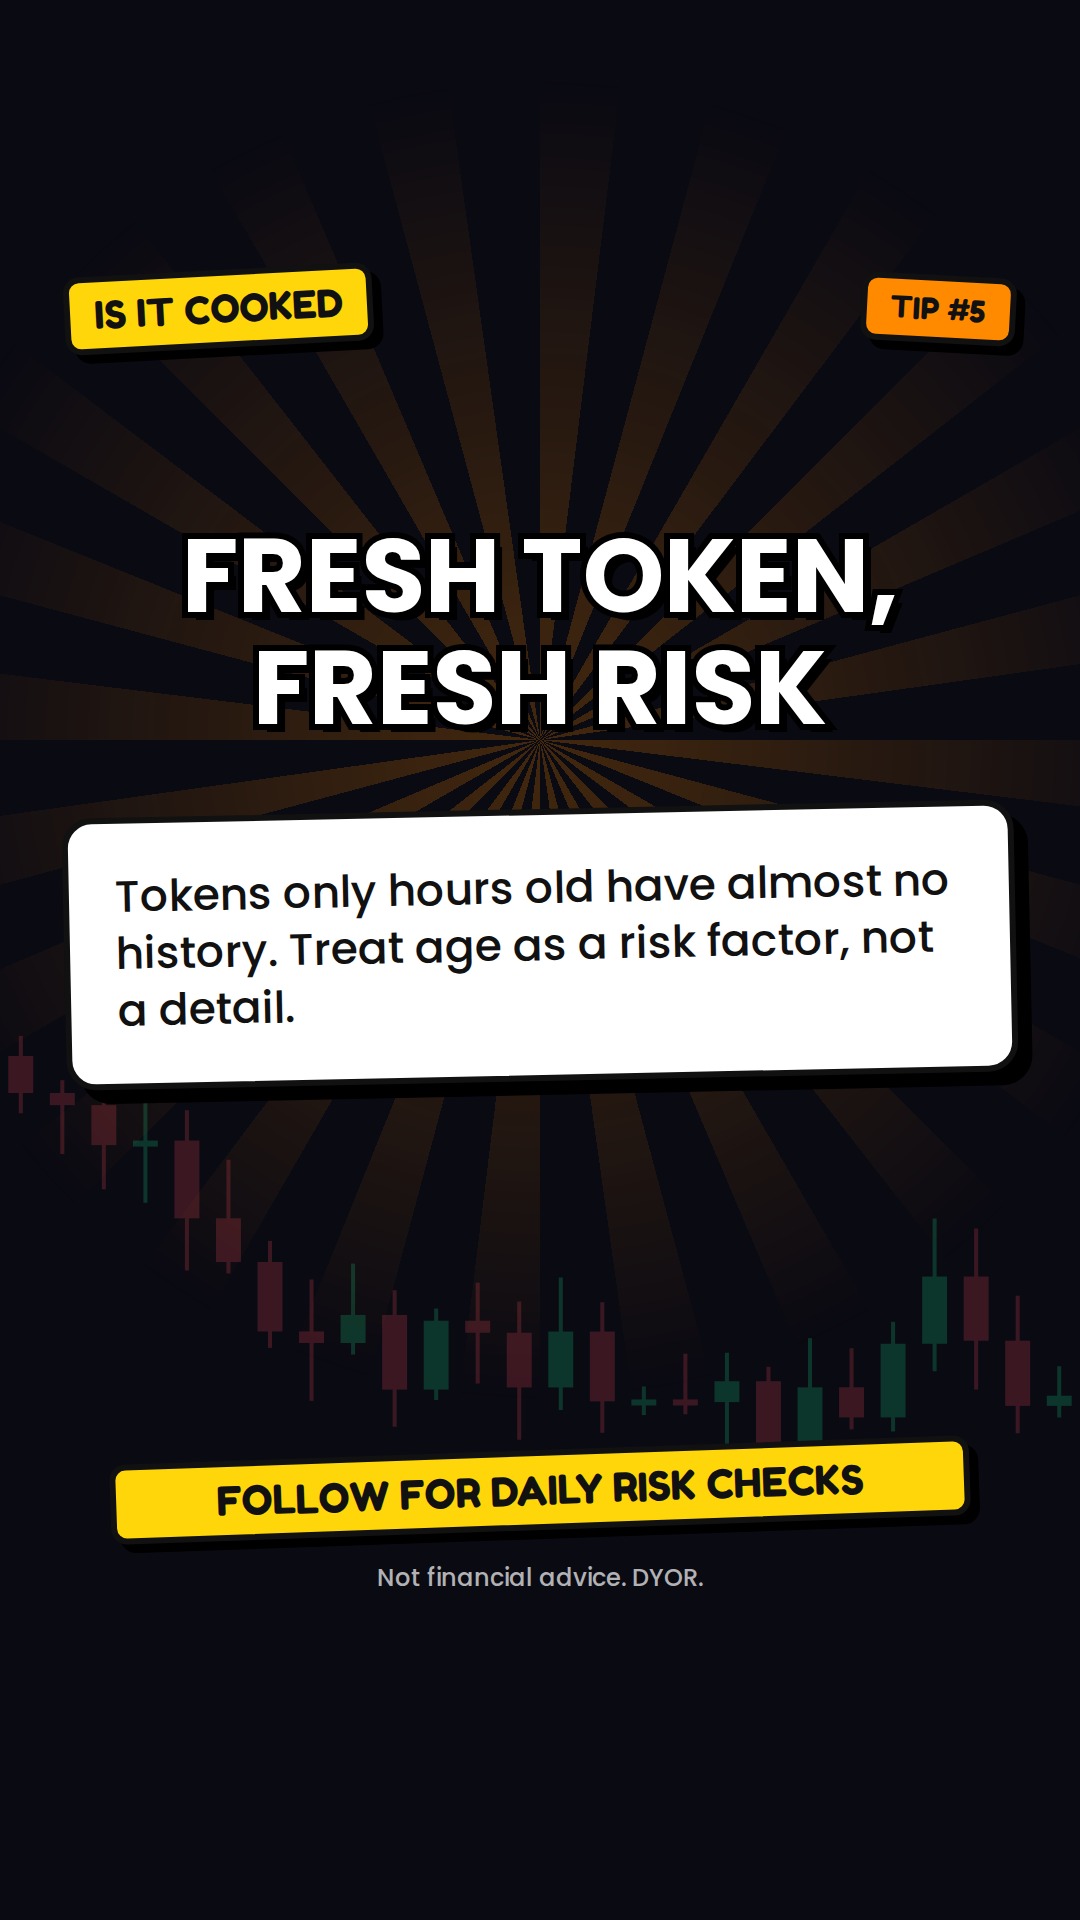 IS IT COOKED
TIP #5
FRESH TOKEN,
FRESH RISK
Tokens only hours old have almost no
history. Treat age as a risk factor, not
a detail.
FOLLOW FOR DAILY RISK CHECKS
Not financial advice. DYOR.